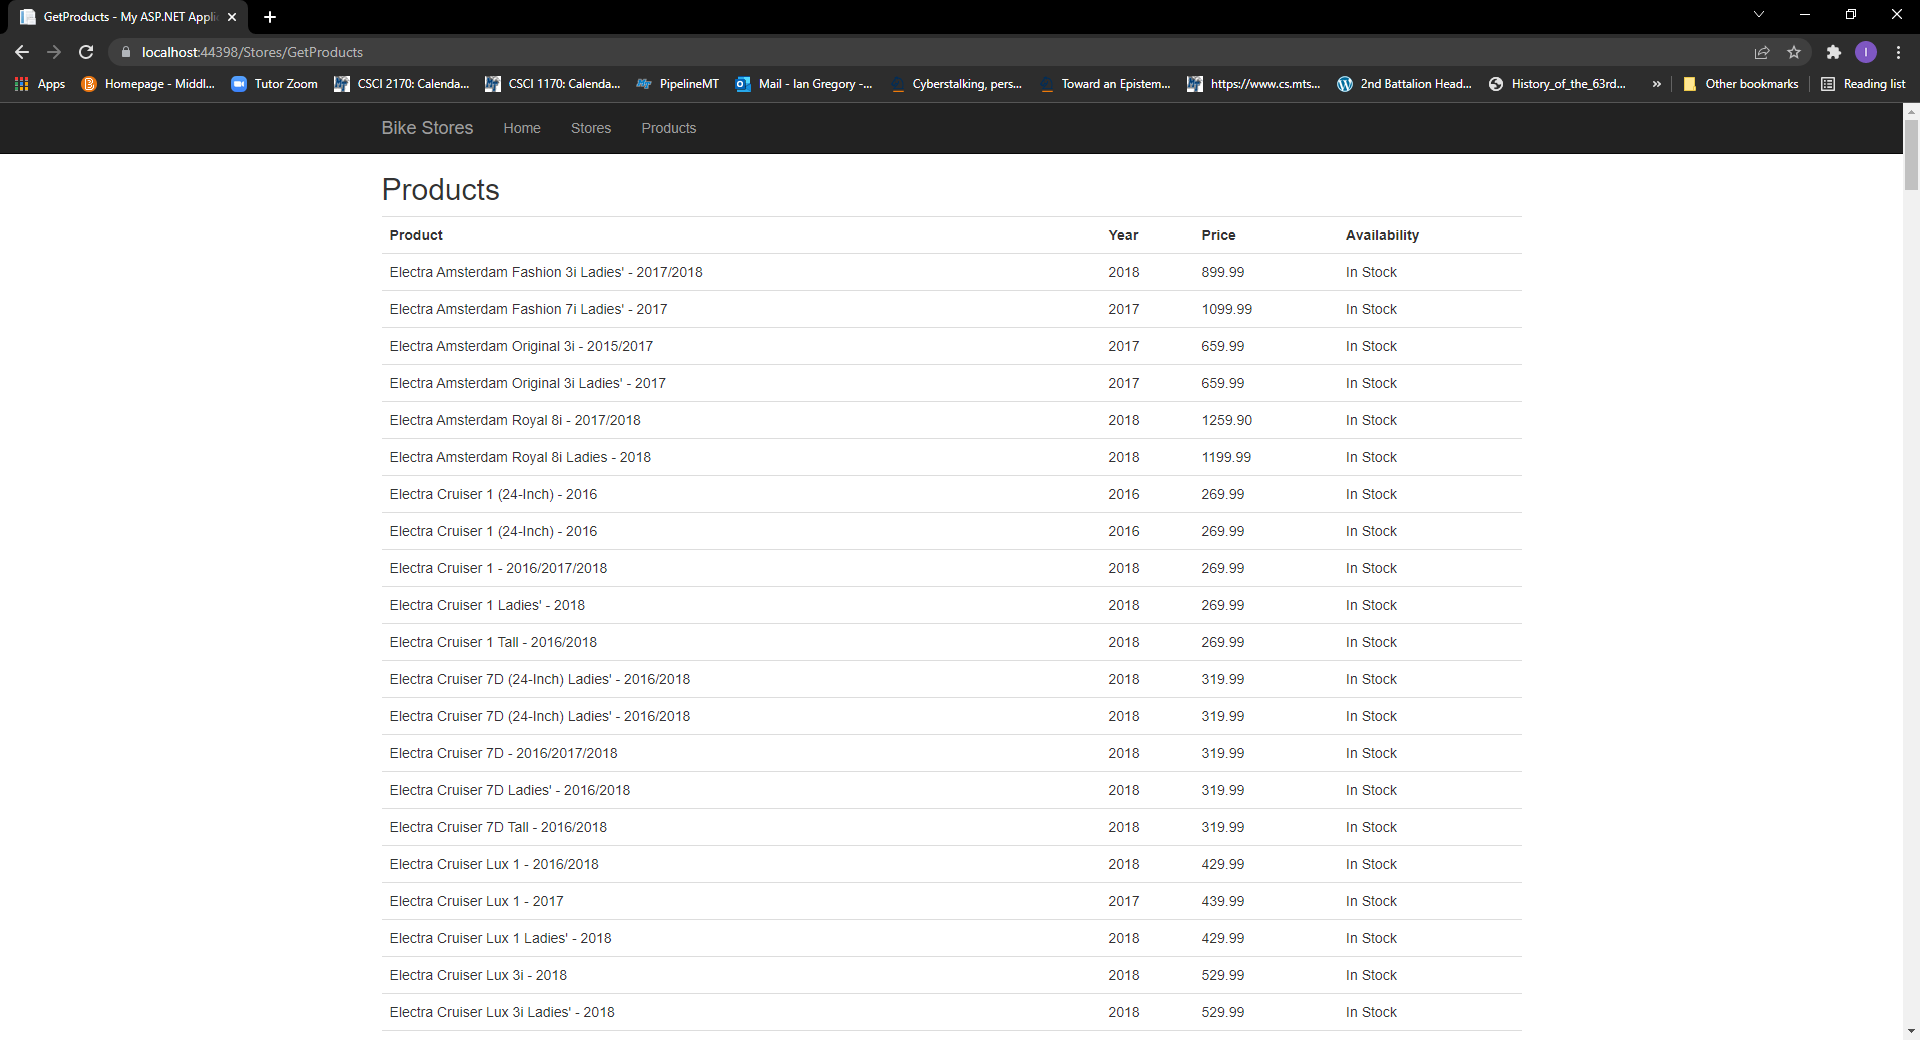 GetProducts - My ASP.NET Appli
localhost:44398/Stores/GetProducts
Apps Homepage - Middl... Tutor Zoom CSCI 2170: Calenda... CSCI 1170: Calenda... PipelineMT Mail - Ian Gregory -... Cyberstalking, pers... Toward an Epistem... https://www.cs.mts... 2nd Battalion Head... History_of_the_63rd... » Other bookmarks Reading list
Bike Stores Home Stores Products
Products
Product Year Price Availability
Electra Amsterdam Fashion 3i Ladies' - 2017/2018 2018 899.99 In Stock
Electra Amsterdam Fashion 7i Ladies' - 2017 2017 1099.99 In Stock
Electra Amsterdam Original 3i - 2015/2017 2017 659.99 In Stock
Electra Amsterdam Original 3i Ladies' - 2017 2017 659.99 In Stock
Electra Amsterdam Royal 8i - 2017/2018 2018 1259.90 In Stock
Electra Amsterdam Royal 8i Ladies - 2018 2018 1199.99 In Stock
Electra Cruiser 1 (24-Inch) - 2016 2016 269.99 In Stock
Electra Cruiser 1 (24-Inch) - 2016 2016 269.99 In Stock
Electra Cruiser 1 - 2016/2017/2018 2018 269.99 In Stock
Electra Cruiser 1 Ladies' - 2018 2018 269.99 In Stock
Electra Cruiser 1 Tall - 2016/2018 2018 269.99 In Stock
Electra Cruiser 7D (24-Inch) Ladies' - 2016/2018 2018 319.99 In Stock
Electra Cruiser 7D (24-Inch) Ladies' - 2016/2018 2018 319.99 In Stock
Electra Cruiser 7D - 2016/2017/2018 2018 319.99 In Stock
Electra Cruiser 7D Ladies' - 2016/2018 2018 319.99 In Stock
Electra Cruiser 7D Tall - 2016/2018 2018 319.99 In Stock
Electra Cruiser Lux 1 - 2016/2018 2018 429.99 In Stock
Electra Cruiser Lux 1 - 2017 2017 439.99 In Stock
Electra Cruiser Lux 1 Ladies' - 2018 2018 429.99 In Stock
Electra Cruiser Lux 3i - 2018 2018 529.99 In Stock
Electra Cruiser Lux 3i Ladies' - 2018 2018 529.99 In Stock